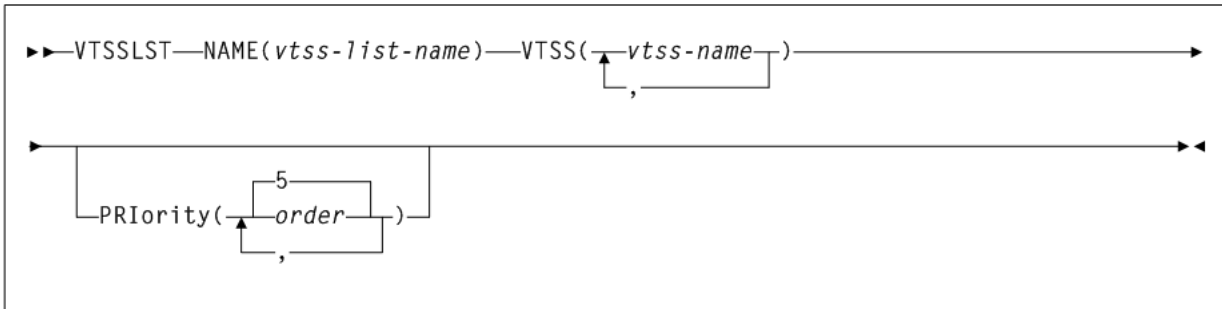 VTSSLST NAME(vtss-list-name) VTSS( vtss-name )
,
5
PRIority( order )
,